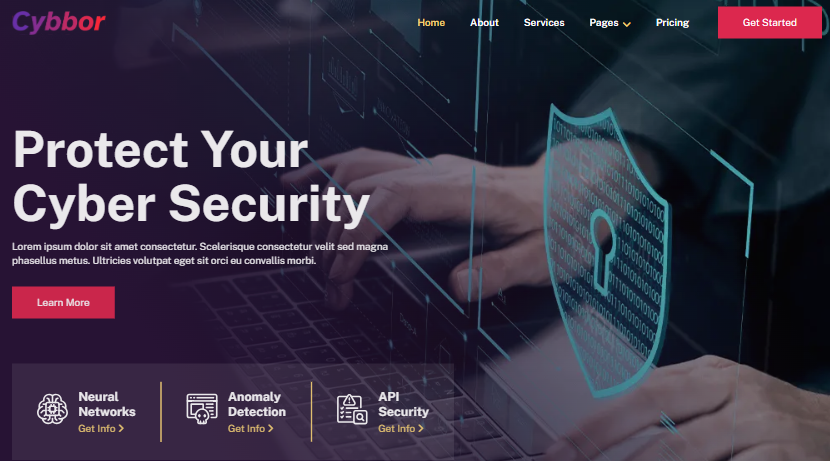 Cybbor
Home
About
Services
Pages
Pricing
Get Started
Protect Your
Cyber Security
Lorem ipsum dolor sit amet consectetur. Scelerisque consectetur velit sed magna
phasellus metus. Ultricies volutpat eget sit orci eu convallis morbi.
Learn More
Neural
Networks
Get Info
Anomaly
Detection
Get Info
API
Security
Get Info